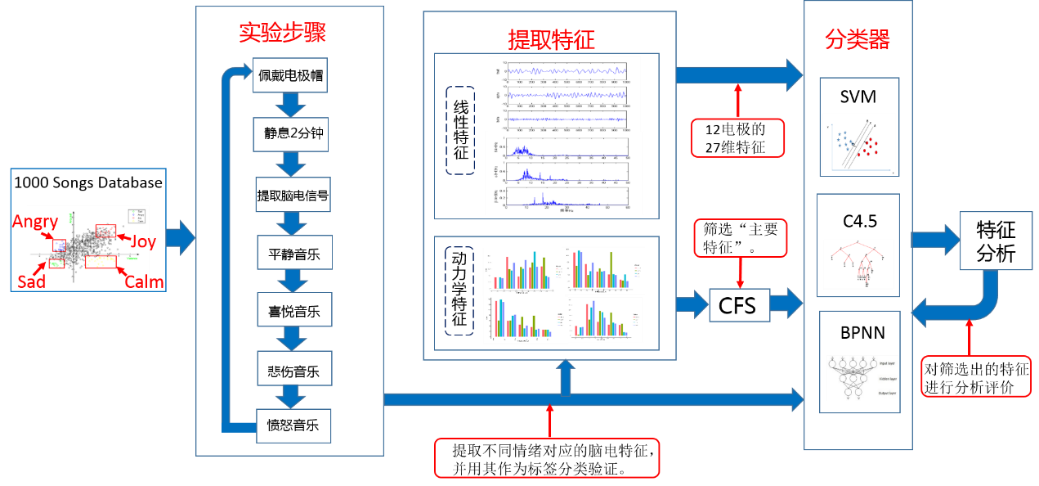 1000 Songs Database
Angry
Joy
Sad
Calm
实验步骤
佩戴电极帽
静息2分钟
提取脑电信号
平静音乐
喜悦音乐
悲伤音乐
愤怒音乐
提取特征
线性特征
动力学特征
12电极的
27维特征
筛选“主要
特征”。
CFS
提取不同情绪对应的脑电特征，
并用其作为标签分类验证。
分类器
SVM
C4.5
BPNN
特征
分析
对筛选出的特征
进行分析评价